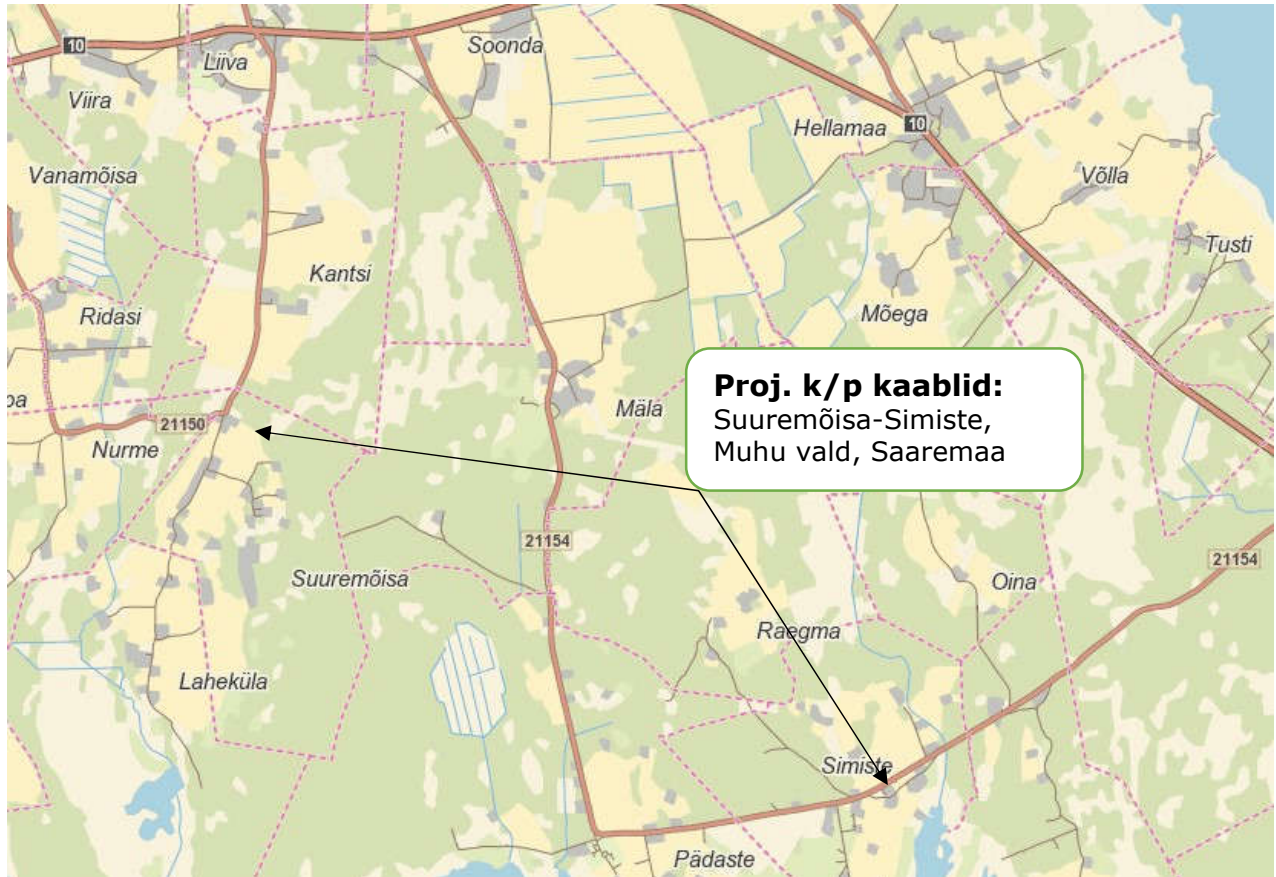 10
Liiva
Soonda
Viira
10
Hellamaa
Vanamõisa
Võlla
Tusti
Kantsi
Ridasi
Mõega
Proj. k/p kaablid:
Suuremõisa-Simiste,
Muhu vald, Saaremaa
pa
Mäla
21150
Nurme
21154
21154
Suuremõisa
Oina
Raegma
Laheküla
Simiste
Pädaste